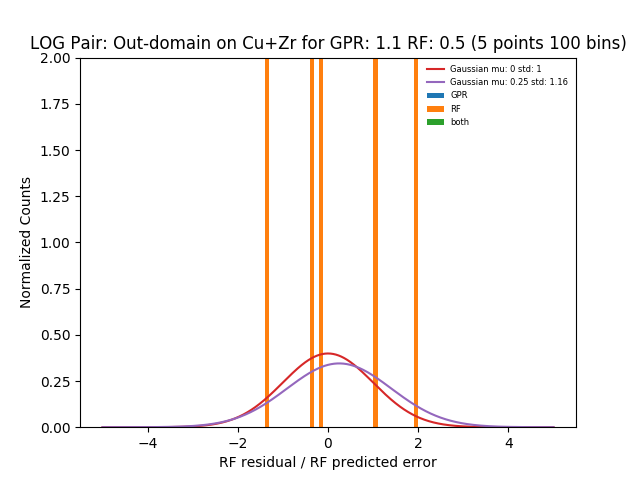 LOG Pair: Out-domain on Cu+Zr for GPR: 1.1 RF: 0.5 (5 points 100 bins)
2.00
1.75
1.50
1.25
1.00
0.75
0.50
0.25
0.00
Normalized Counts
Gaussian mu: 0 std: 1
Gaussian mu: 0.25 std: 1.16
GPR
RF
both
−4 −2 0 2 4
RF residual / RF predicted error